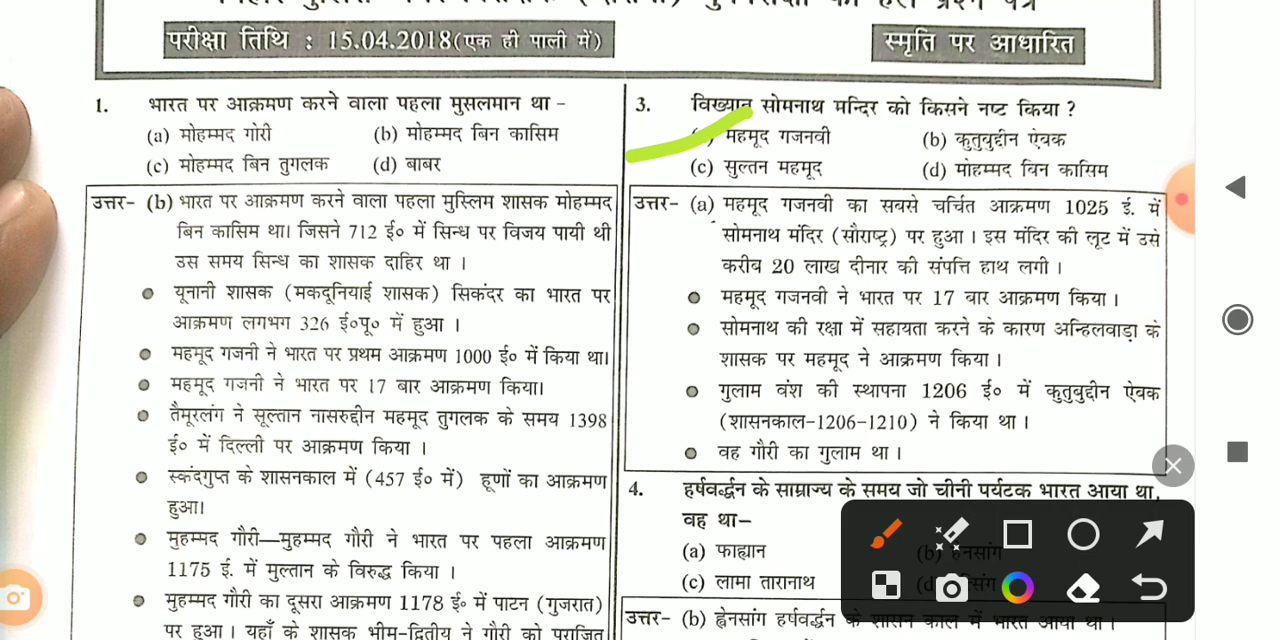 परीक्षा तिथि : 15.04.2018(एक ही पाली में)
स्मृति पर आधारित
1. भारत पर आक्रमण करने वाला पहला मुसलमान था -
(a) मोहम्मद गोरी (b) मोहम्मद बिन कासिम
(c) मोहम्मद बिन तुगलक (d) बाबर
उत्तर- (b) भारत पर आक्रमण करने वाला पहला मुस्लिम शासक मोहम्मद
बिन कासिम था। जिसने 712 ई० में सिन्ध पर विजय पायी थी
उस समय सिन्ध का शासक दाहिर था ।
यूनानी शासक (मकदूनियाई शासक) सिकंदर का भारत पर
आक्रमण लगभग 326 ई०पू० में हुआ ।
महमूद गजनी ने भारत पर प्रथम आक्रमण 1000 ई० में किया था।
महमूद गजनी ने भारत पर 17 बार आक्रमण किया।
तैमूरलंग ने सूल्तान नासरुद्दीन महमूद तुगलक के समय 1398
ई० में दिल्ली पर आक्रमण किया ।
स्कंदगुप्त के शासनकाल में (457 ई० में) हूणों का आक्रमण
हुआ।
मुहम्मद गौरी—मुहम्मद गौरी ने भारत पर पहला आक्रमण
1175 ई. में मुल्तान के विरुद्ध किया ।
मुहम्मद गौरी का दूसरा आक्रमण 1178 ई० में पाटन (गुजरात)
पर हुआ । यहाँ के शासक भीम-द्वितीय ने गौरी को पराजित
3. विख्यात सोमनाथ मन्दिर को किसने नष्ट किया ?
महमूद गजनवी (b) कुतुबुद्दीन ऐबक
(c) सुल्तन महमूद (d) मोहम्मद बिन कासिम
उत्तर- (a) महमूद गजनवी का सबसे चर्चित आक्रमण 1025 ई. में
सोमनाथ मंदिर (सौराष्ट्र) पर हुआ । इस मंदिर की लूट में उसे
करीब 20 लाख दीनार की संपत्ति हाथ लगी ।
महमूद गजनवी ने भारत पर 17 बार आक्रमण किया ।
सोमनाथ की रक्षा में सहायता करने के कारण अन्हिलवाड़ा के
शासक पर महमूद ने आक्रमण किया ।
गुलाम वंश की स्थापना 1206 ई० में कुतुबुद्दीन ऐबक
(शासनकाल-1206-1210) ने किया था ।
वह गौरी का गुलाम था ।
4. हर्षवर्द्धन के साम्राज्य के समय जो चीनी पर्यटक भारत आया था,
वह था–
(a) फाह्यान
(c) लामा तारानाथ
उत्तर- (b) ह्वेनसांग हर्षवर्द्धन के शासन काल में भारत आया था ।